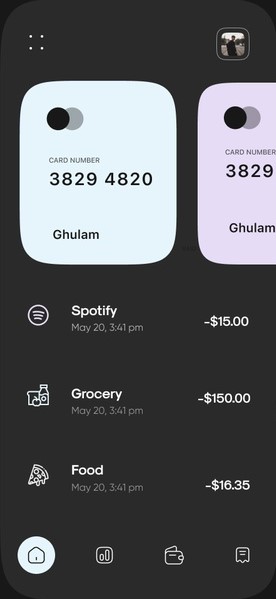 CARD NUMBER
3829 4820
Ghulam
CARD NUMBER
3829
Ghulam
Spotify
May 20, 3:41 pm
-$15.00
Grocery
May 20, 3:41 pm
-$150.00
Food
May 20, 3:41 pm
-$16.35